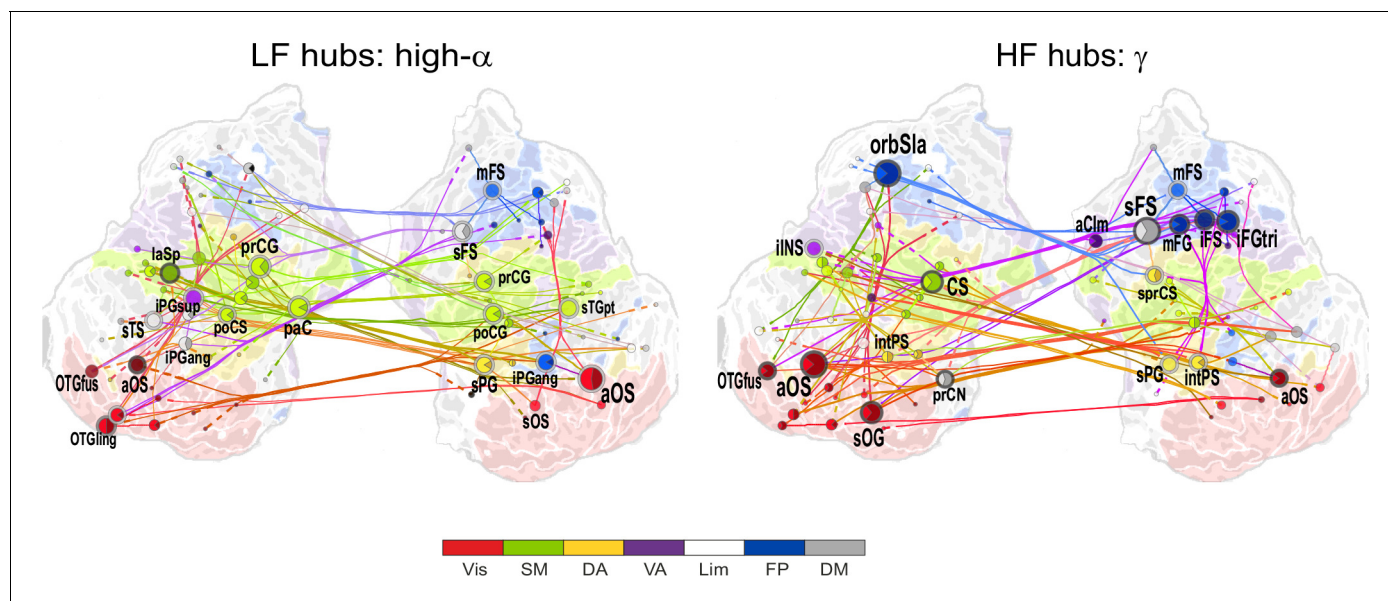 LF hubs: high-α
HF hubs: γ
mFS
sFS
prCG
laSp
prCG
iPGsup
sTS
poCS
paC
poCG
sTGpt
iPGang
OTGfus
aOS
sPG
iPGang
aOS
sOS
OTGling
orbSla
mFS
sFS
aCIm
mFG
iFS
iFGtri
iINS
CS
sprCS
intPS
OTGfus
aOS
prCN
sPG
intPS
aOS
sOG
Vis
SM
DA
VA
Lim
FP
DM